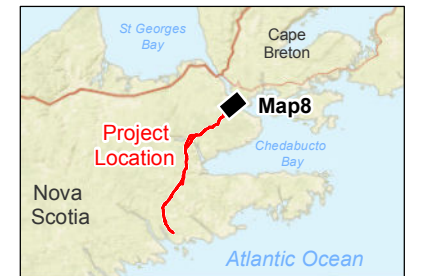 St Georges
Bay
Cape
Breton
Map8
Project
Location
Chedabucto
Bay
Nova
Scotia
Atlantic Ocean